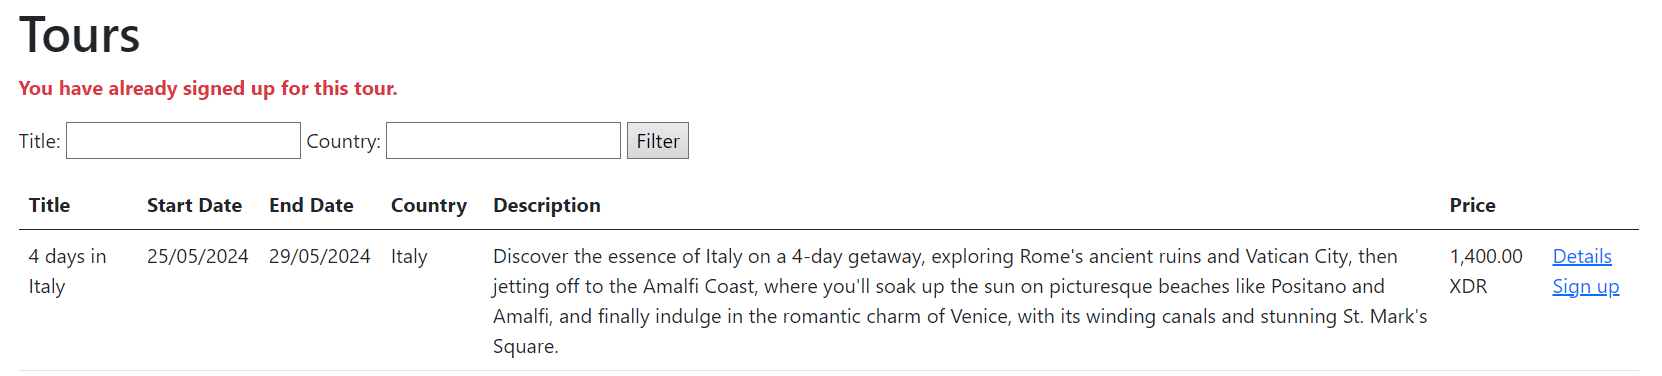 Tours
You have already signed up for this tour.
Title: Country: Filter
Title Start Date End Date Country Description Price
4 days in 25/05/2024 29/05/2024 Italy Discover the essence of Italy on a 4-day getaway, exploring Rome's ancient ruins and Vatican City, then 1,400.00 Details
Italy jetting off to the Amalfi Coast, where you'll soak up the sun on picturesque beaches like Positano and XDR Sign up
Amalfi, and finally indulge in the romantic charm of Venice, with its winding canals and stunning St. Mark's
Square.